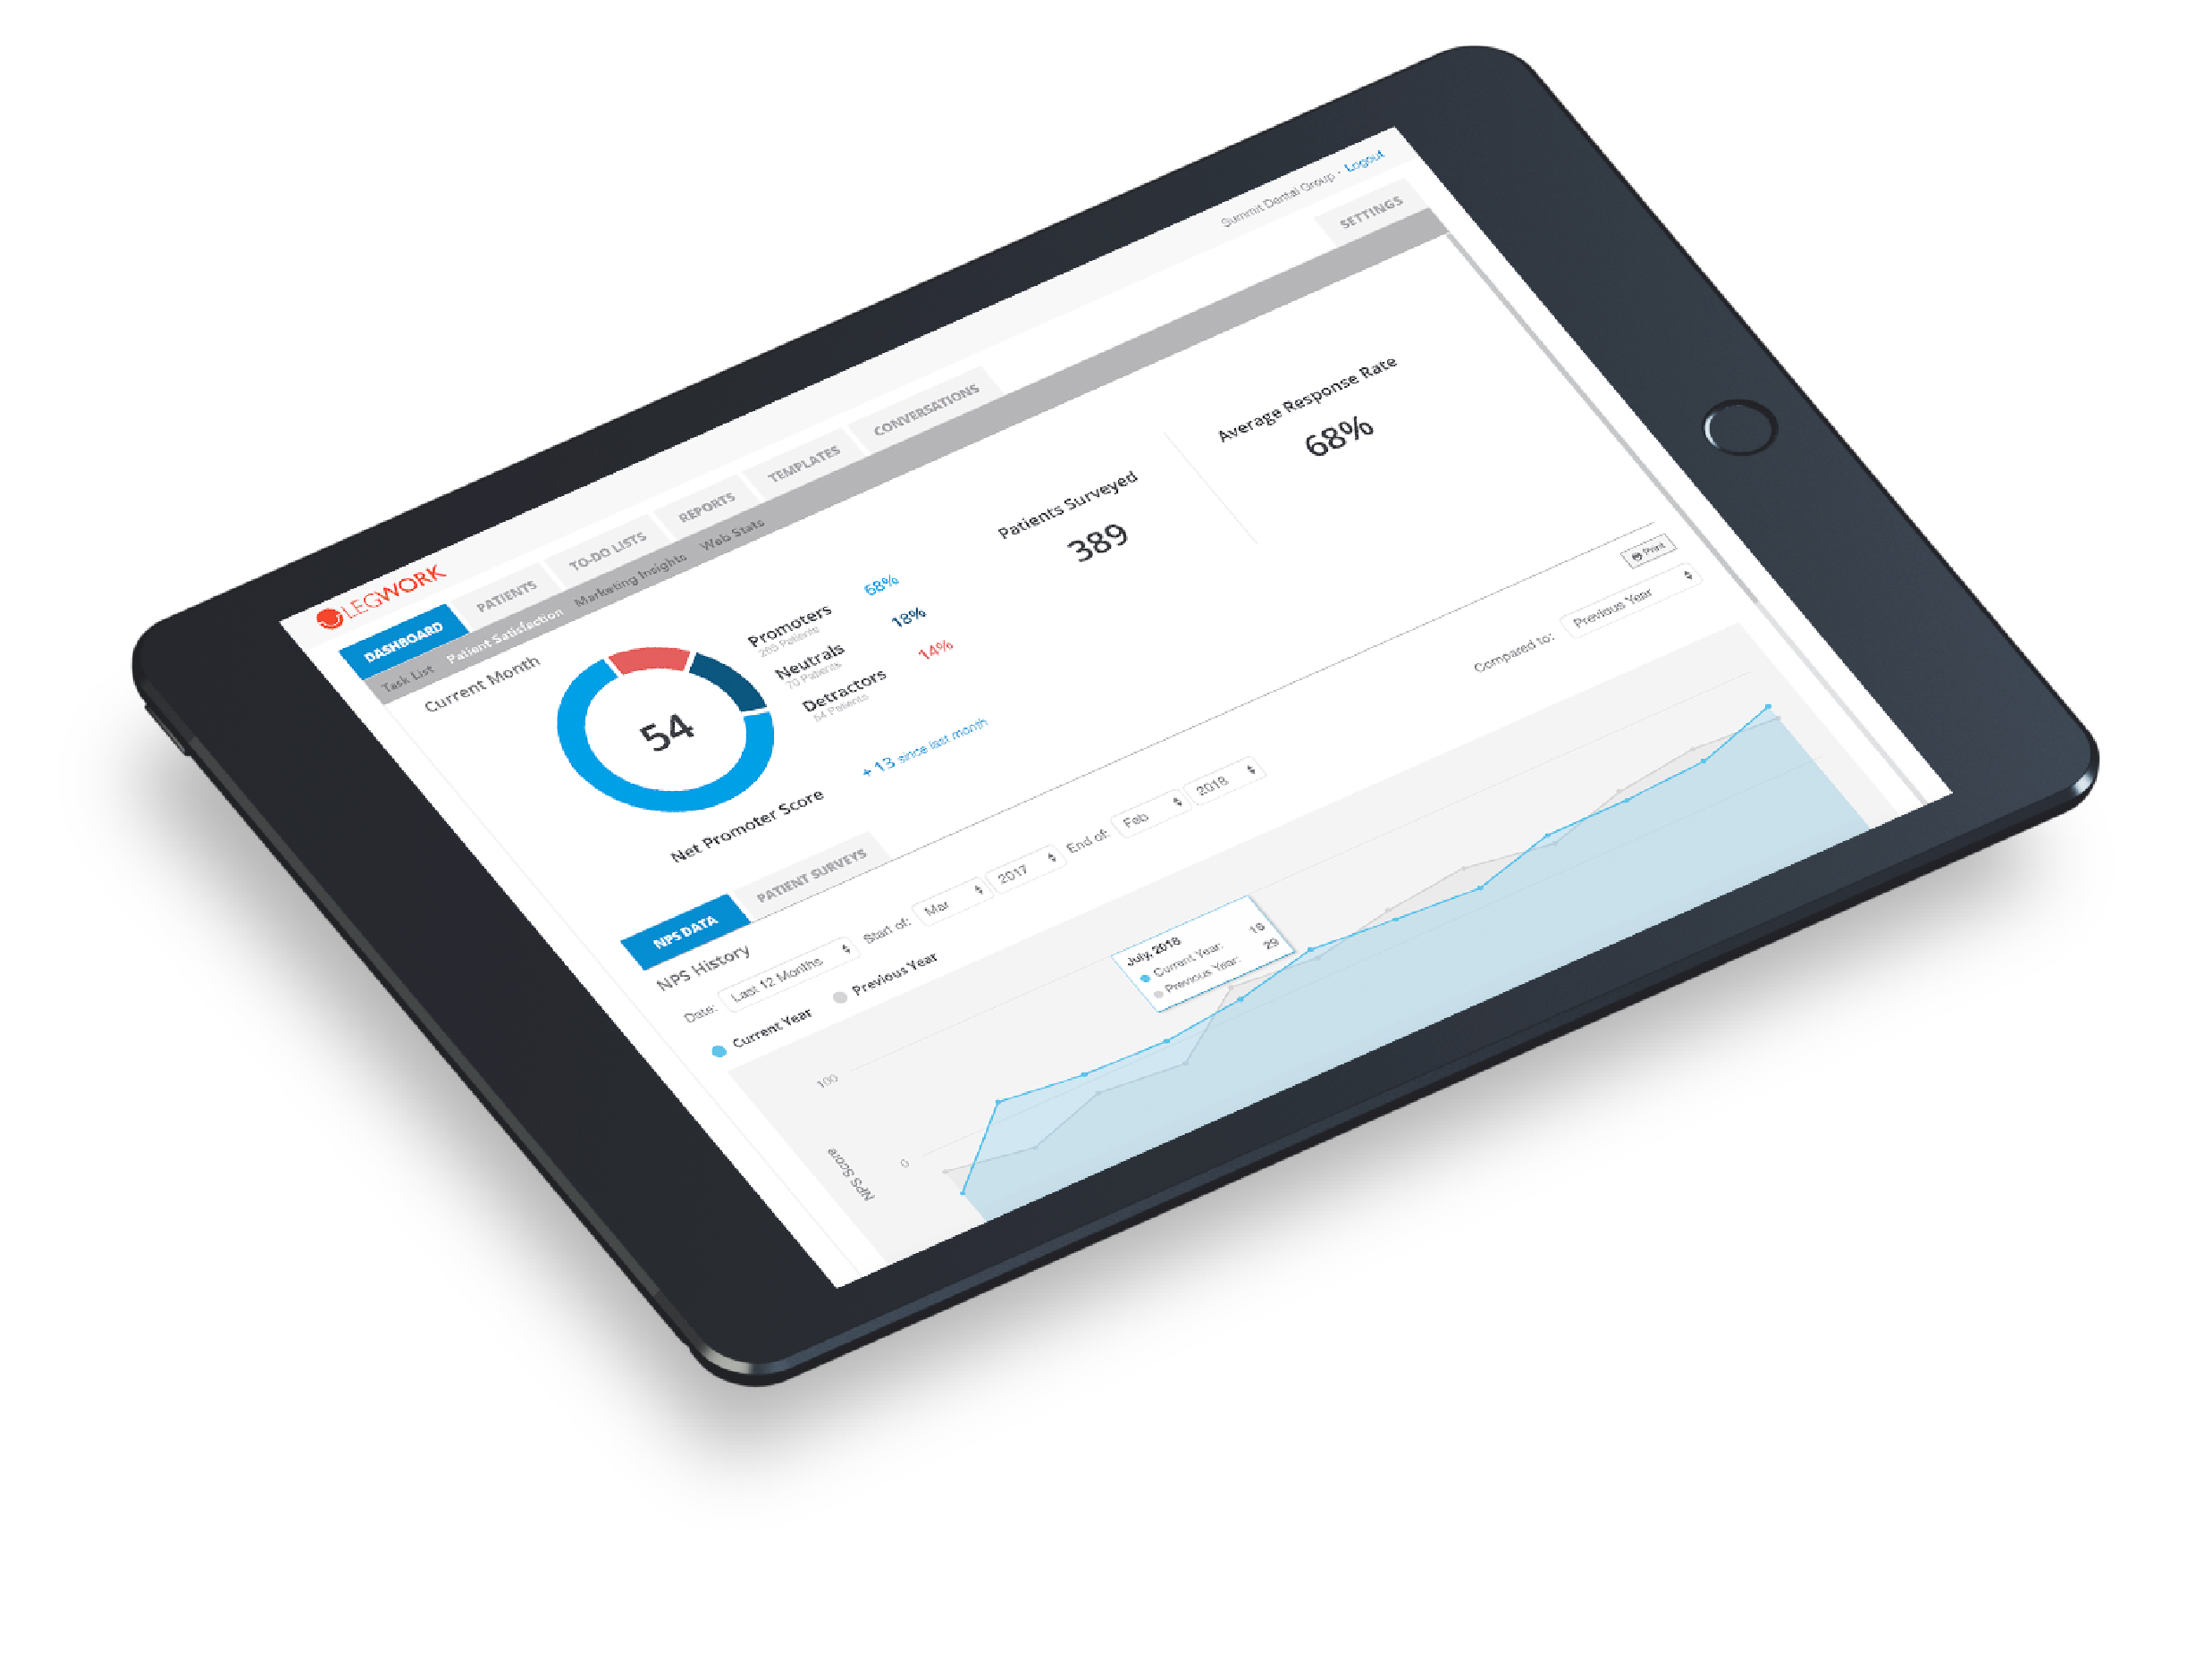 Summit Dental Group · Logout
LEGWORK
SETTINGS
DASHBOARD
PATIENTS
TO-DO LISTS
REPORTS
TEMPLATES
CONVERSATIONS
Task List
Patient Satisfaction
Marketing Insights
Web Stats
Current Month
54
Net Promoter Score
Promoters 68%
Patients
Neutrals 18%
70 Patients
Detractors 14%
54 Patients
+13 since last month
Patients Surveyed
389
Average Response Rate
68%
NPS DATA
PATIENT SURVEYS
Print
NPS History
Date: Last 12 Months Start of: Mar 2017 End of: Feb 2018
Compared to: Previous Year
Current Year Previous Year
July, 2018
Current Year: 18
Previous Year: 29
100
0
NPS Score